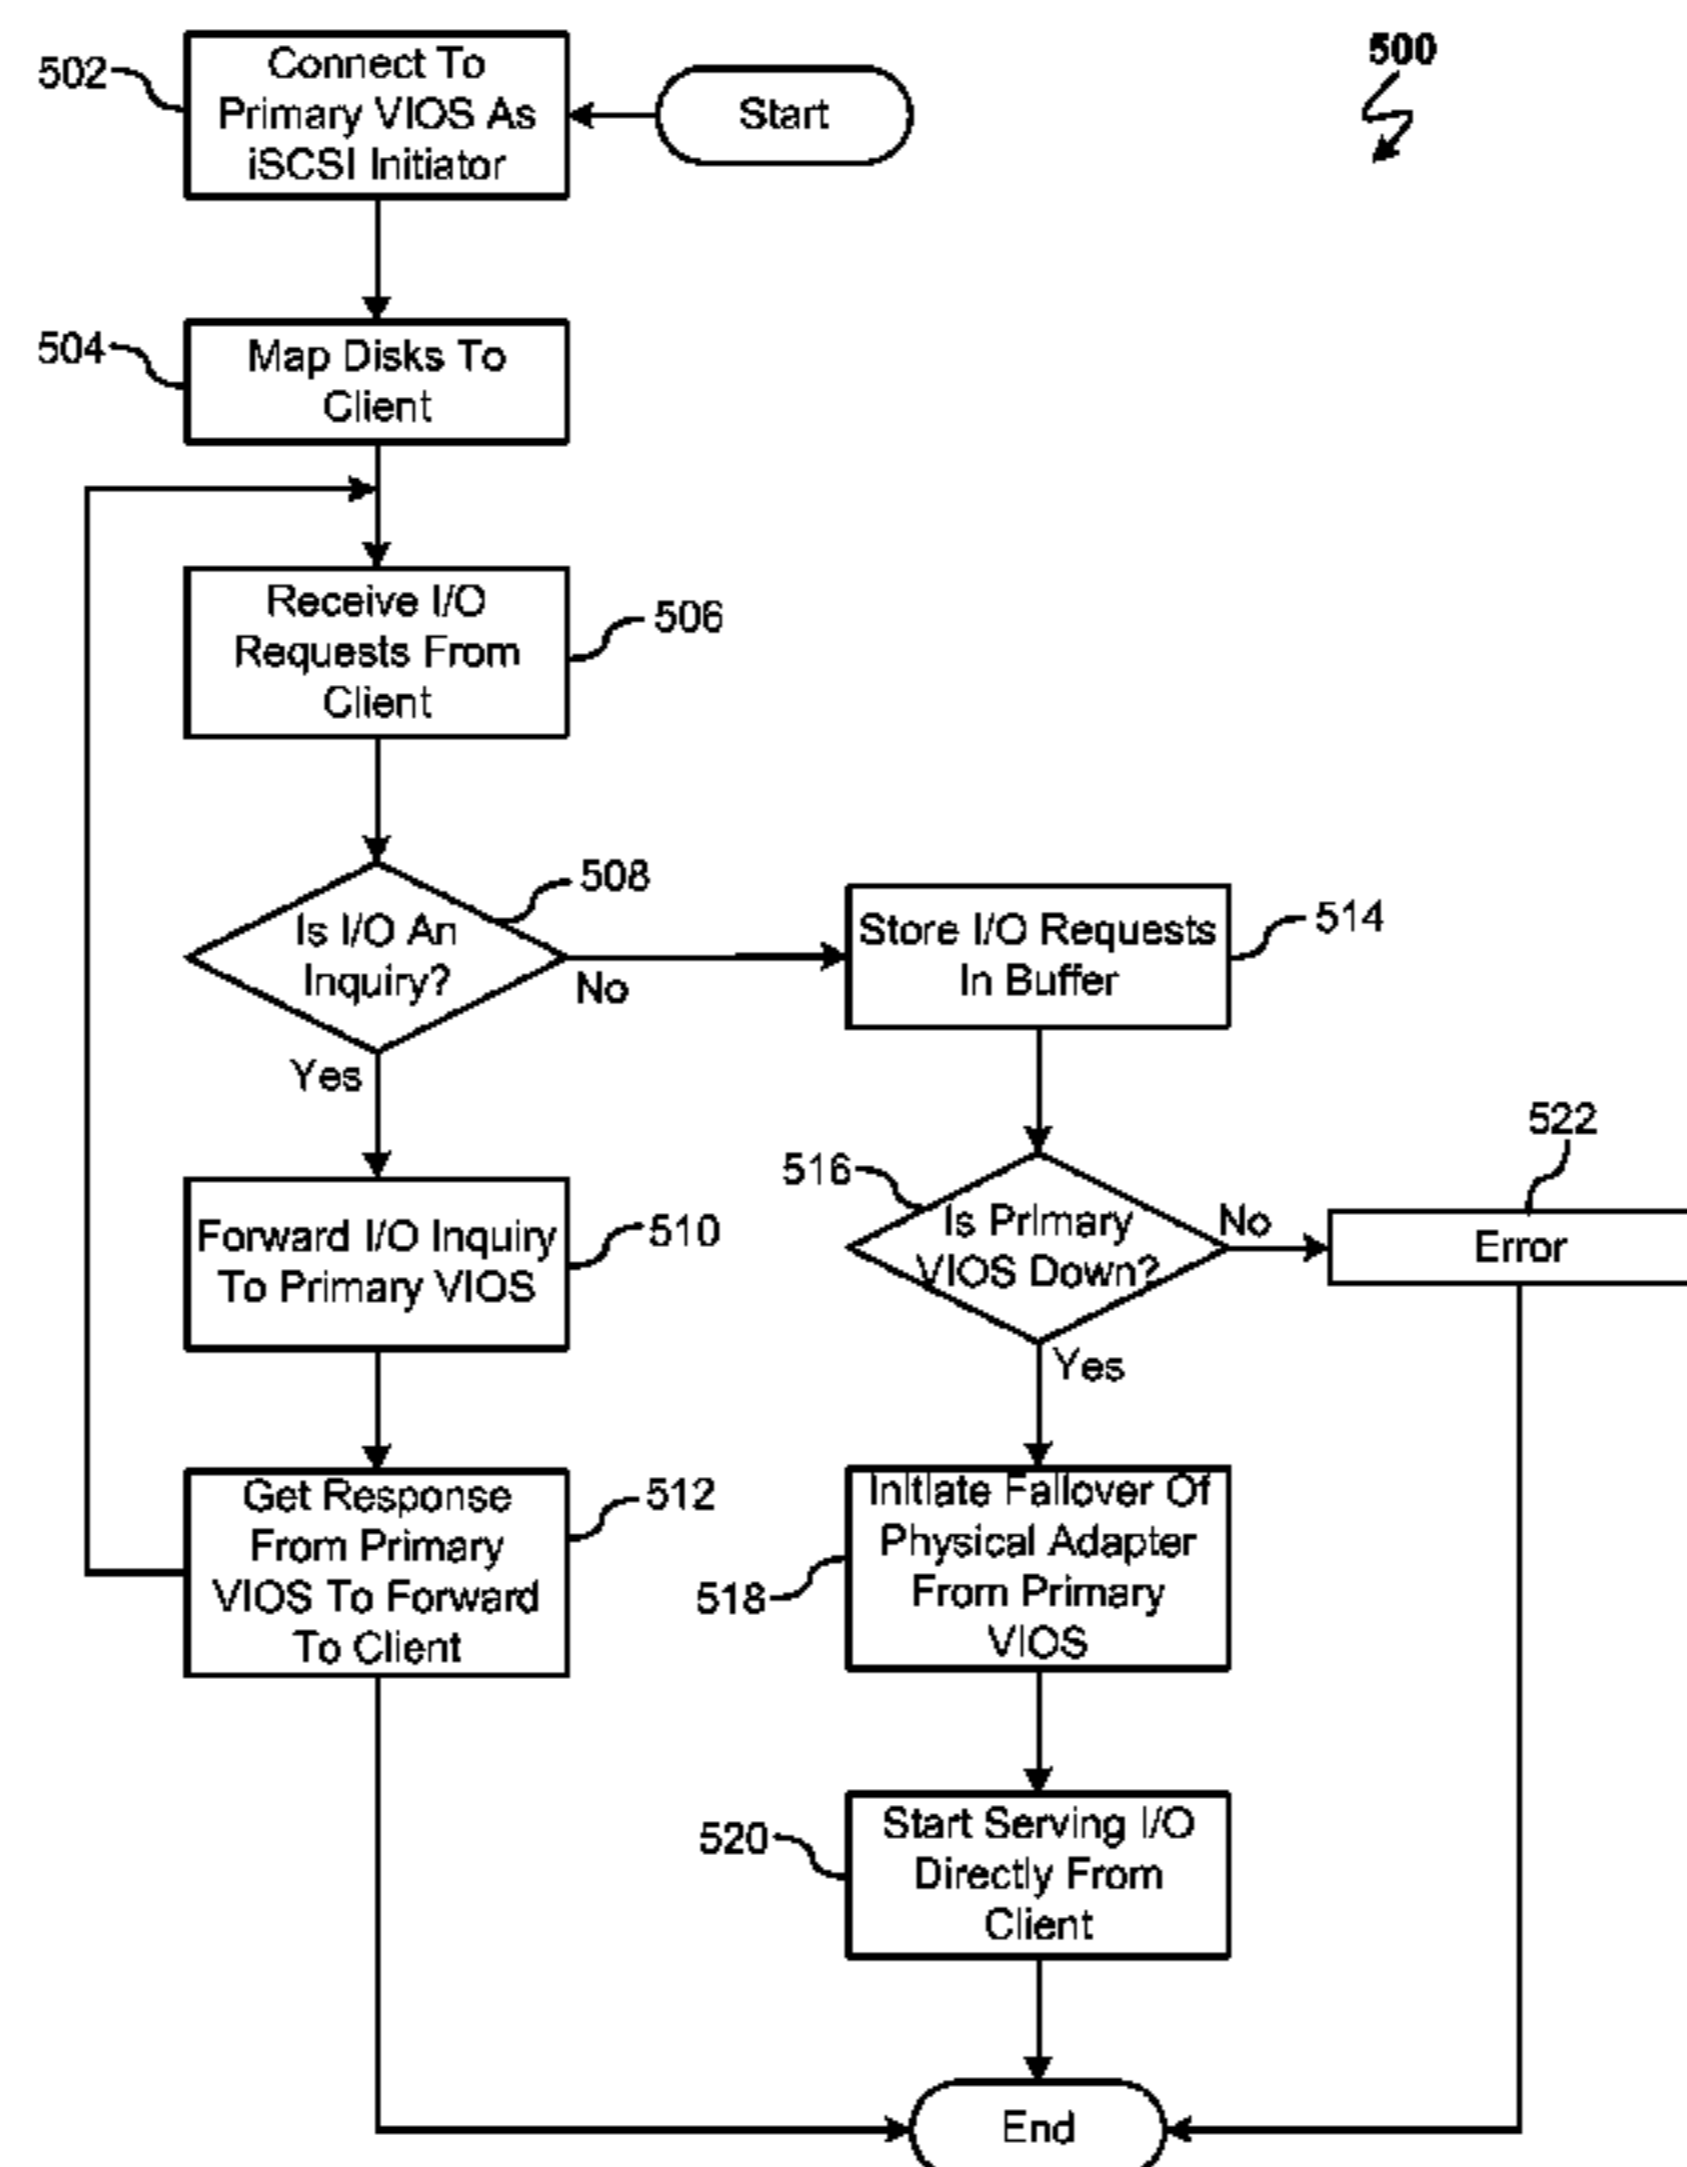 500
502
Connect To
Primary VIOS As
iSCSI Initiator
Start
504
Map Disks To
Client
Receive I/O
Requests From
Client
506
508
Is I/O An
Inquiry?
No
Yes
Store I/O Requests
In Buffer
514
Forward I/O Inquiry
To Primary VIOS
510
516
Is Primary
VIOS Down?
No
Yes
522
Error
Get Response
From Primary
VIOS To Forward
To Client
512
Initiate Failover Of
Physical Adapter
From Primary
VIOS
518
520
Start Serving I/O
Directly From
Client
End